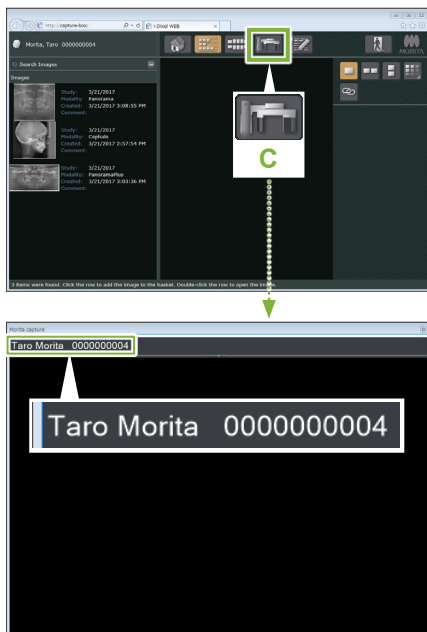 http://capture-box/
i-Dixel WEB
Morita, Taro 0000000004
MORITA
Search Images
Images
Study: 3/21/2017
Modality: Panorama
Created: 3/21/2017 3:08:55 PM
Comment:
Study: 3/21/2017
Modality: Cephalo
Created: 3/21/2017 2:57:54 PM
Comment:
Study: 3/21/2017
Modality: PanoramaPlus
Created: 3/21/2017 3:03:36 PM
Comment:
C
3 items were found. Click the row to add the image to the basket. Double-click the row to open the image.
Morita capture
Taro Morita 0000000004
Taro Morita 0000000004